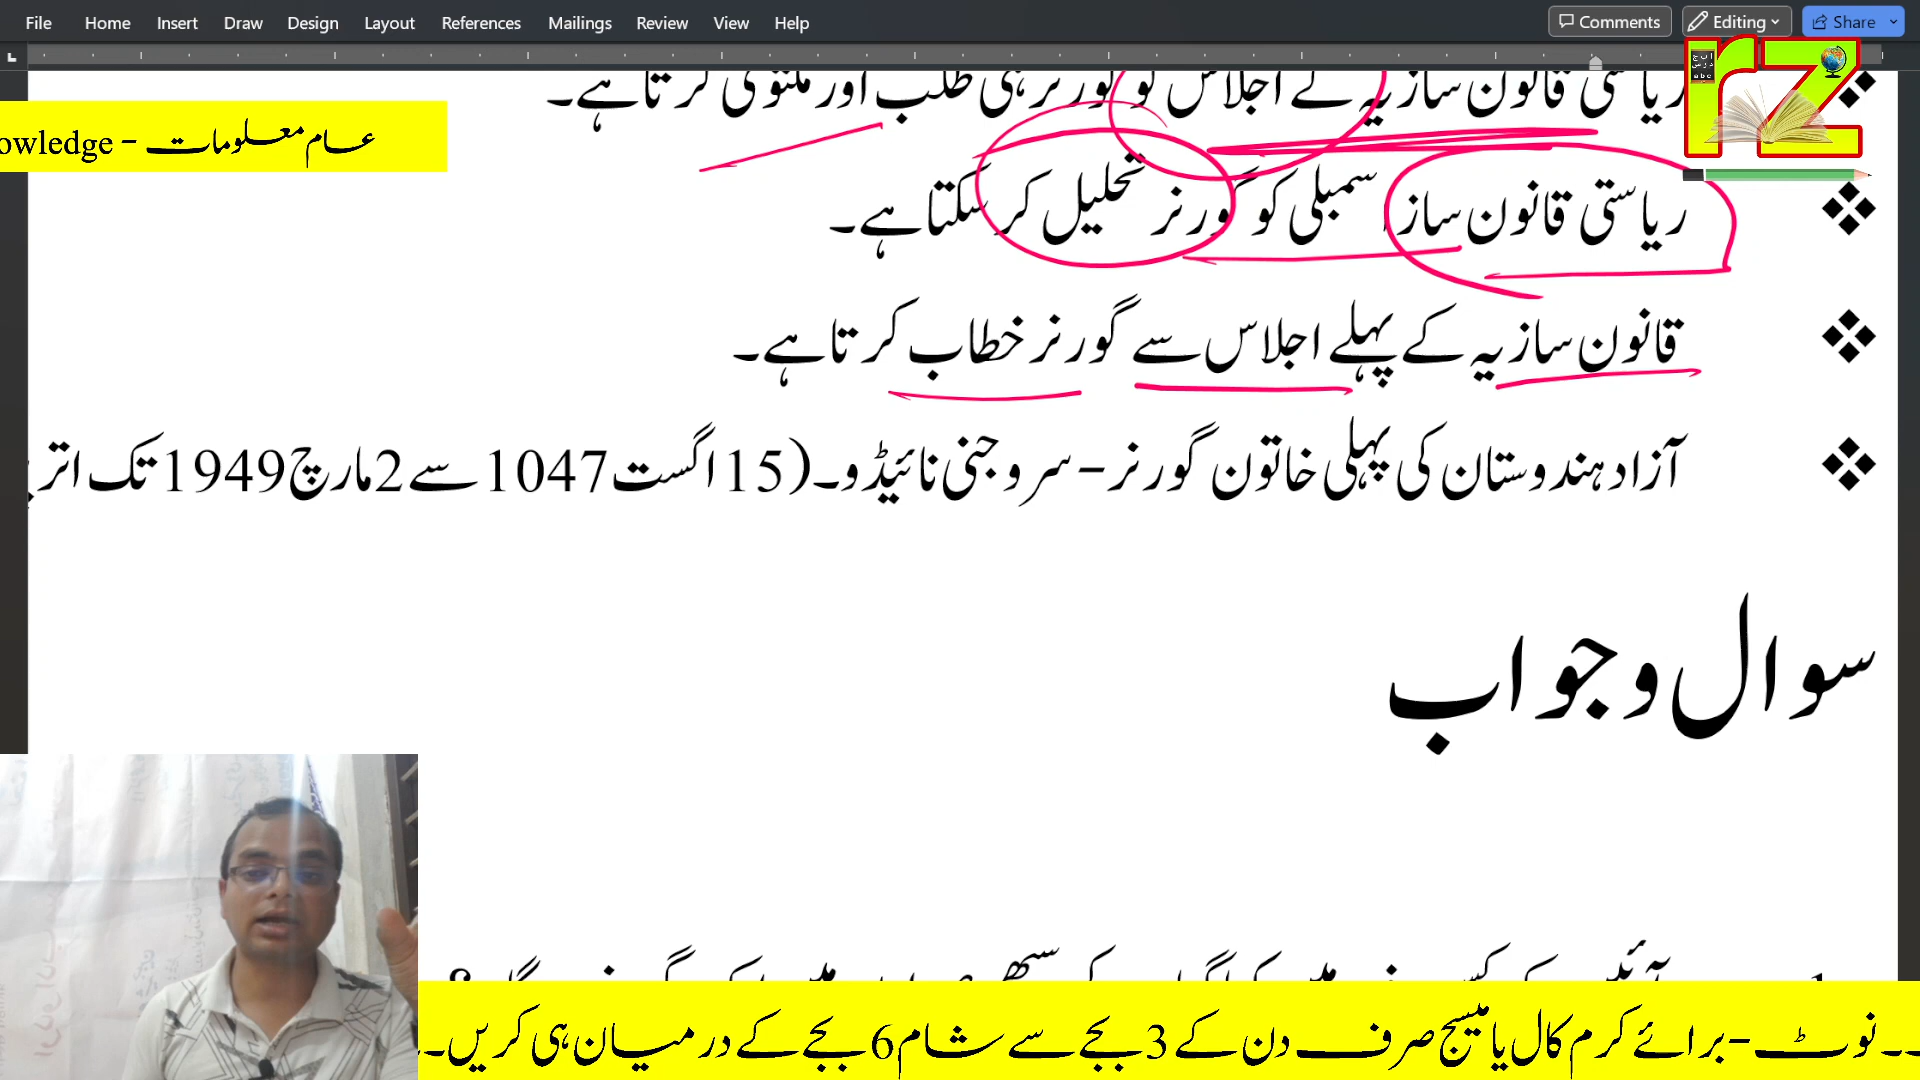 File Home Insert Draw Design Layout References Mailings Review View Help Comments Editing Share
ریاستی قانون سازیہ کے اجلاس کو گورنر ہی طلب اور ملتوی کرتا ہے۔
owledge – عام معلومات
ریاستی قانون ساز اسمبلی کو گورنر تحلیل کر سکتا ہے۔
قانون سازیہ کے پہلے اجلاس سے گورنر خطاب کرتا ہے۔
آزاد ہندوستان کی پہلی خاتون گورنر – سروجنی نائیڈو۔ (15 اگست 1047 سے 2 مارچ 1949 تک اتر
سوال و جواب
۔۔نوٹ – برائے کرم کال یا میسج صرف دن کے 3 بجے سے شام 6 بجے کے درمیان ہی کریں۔